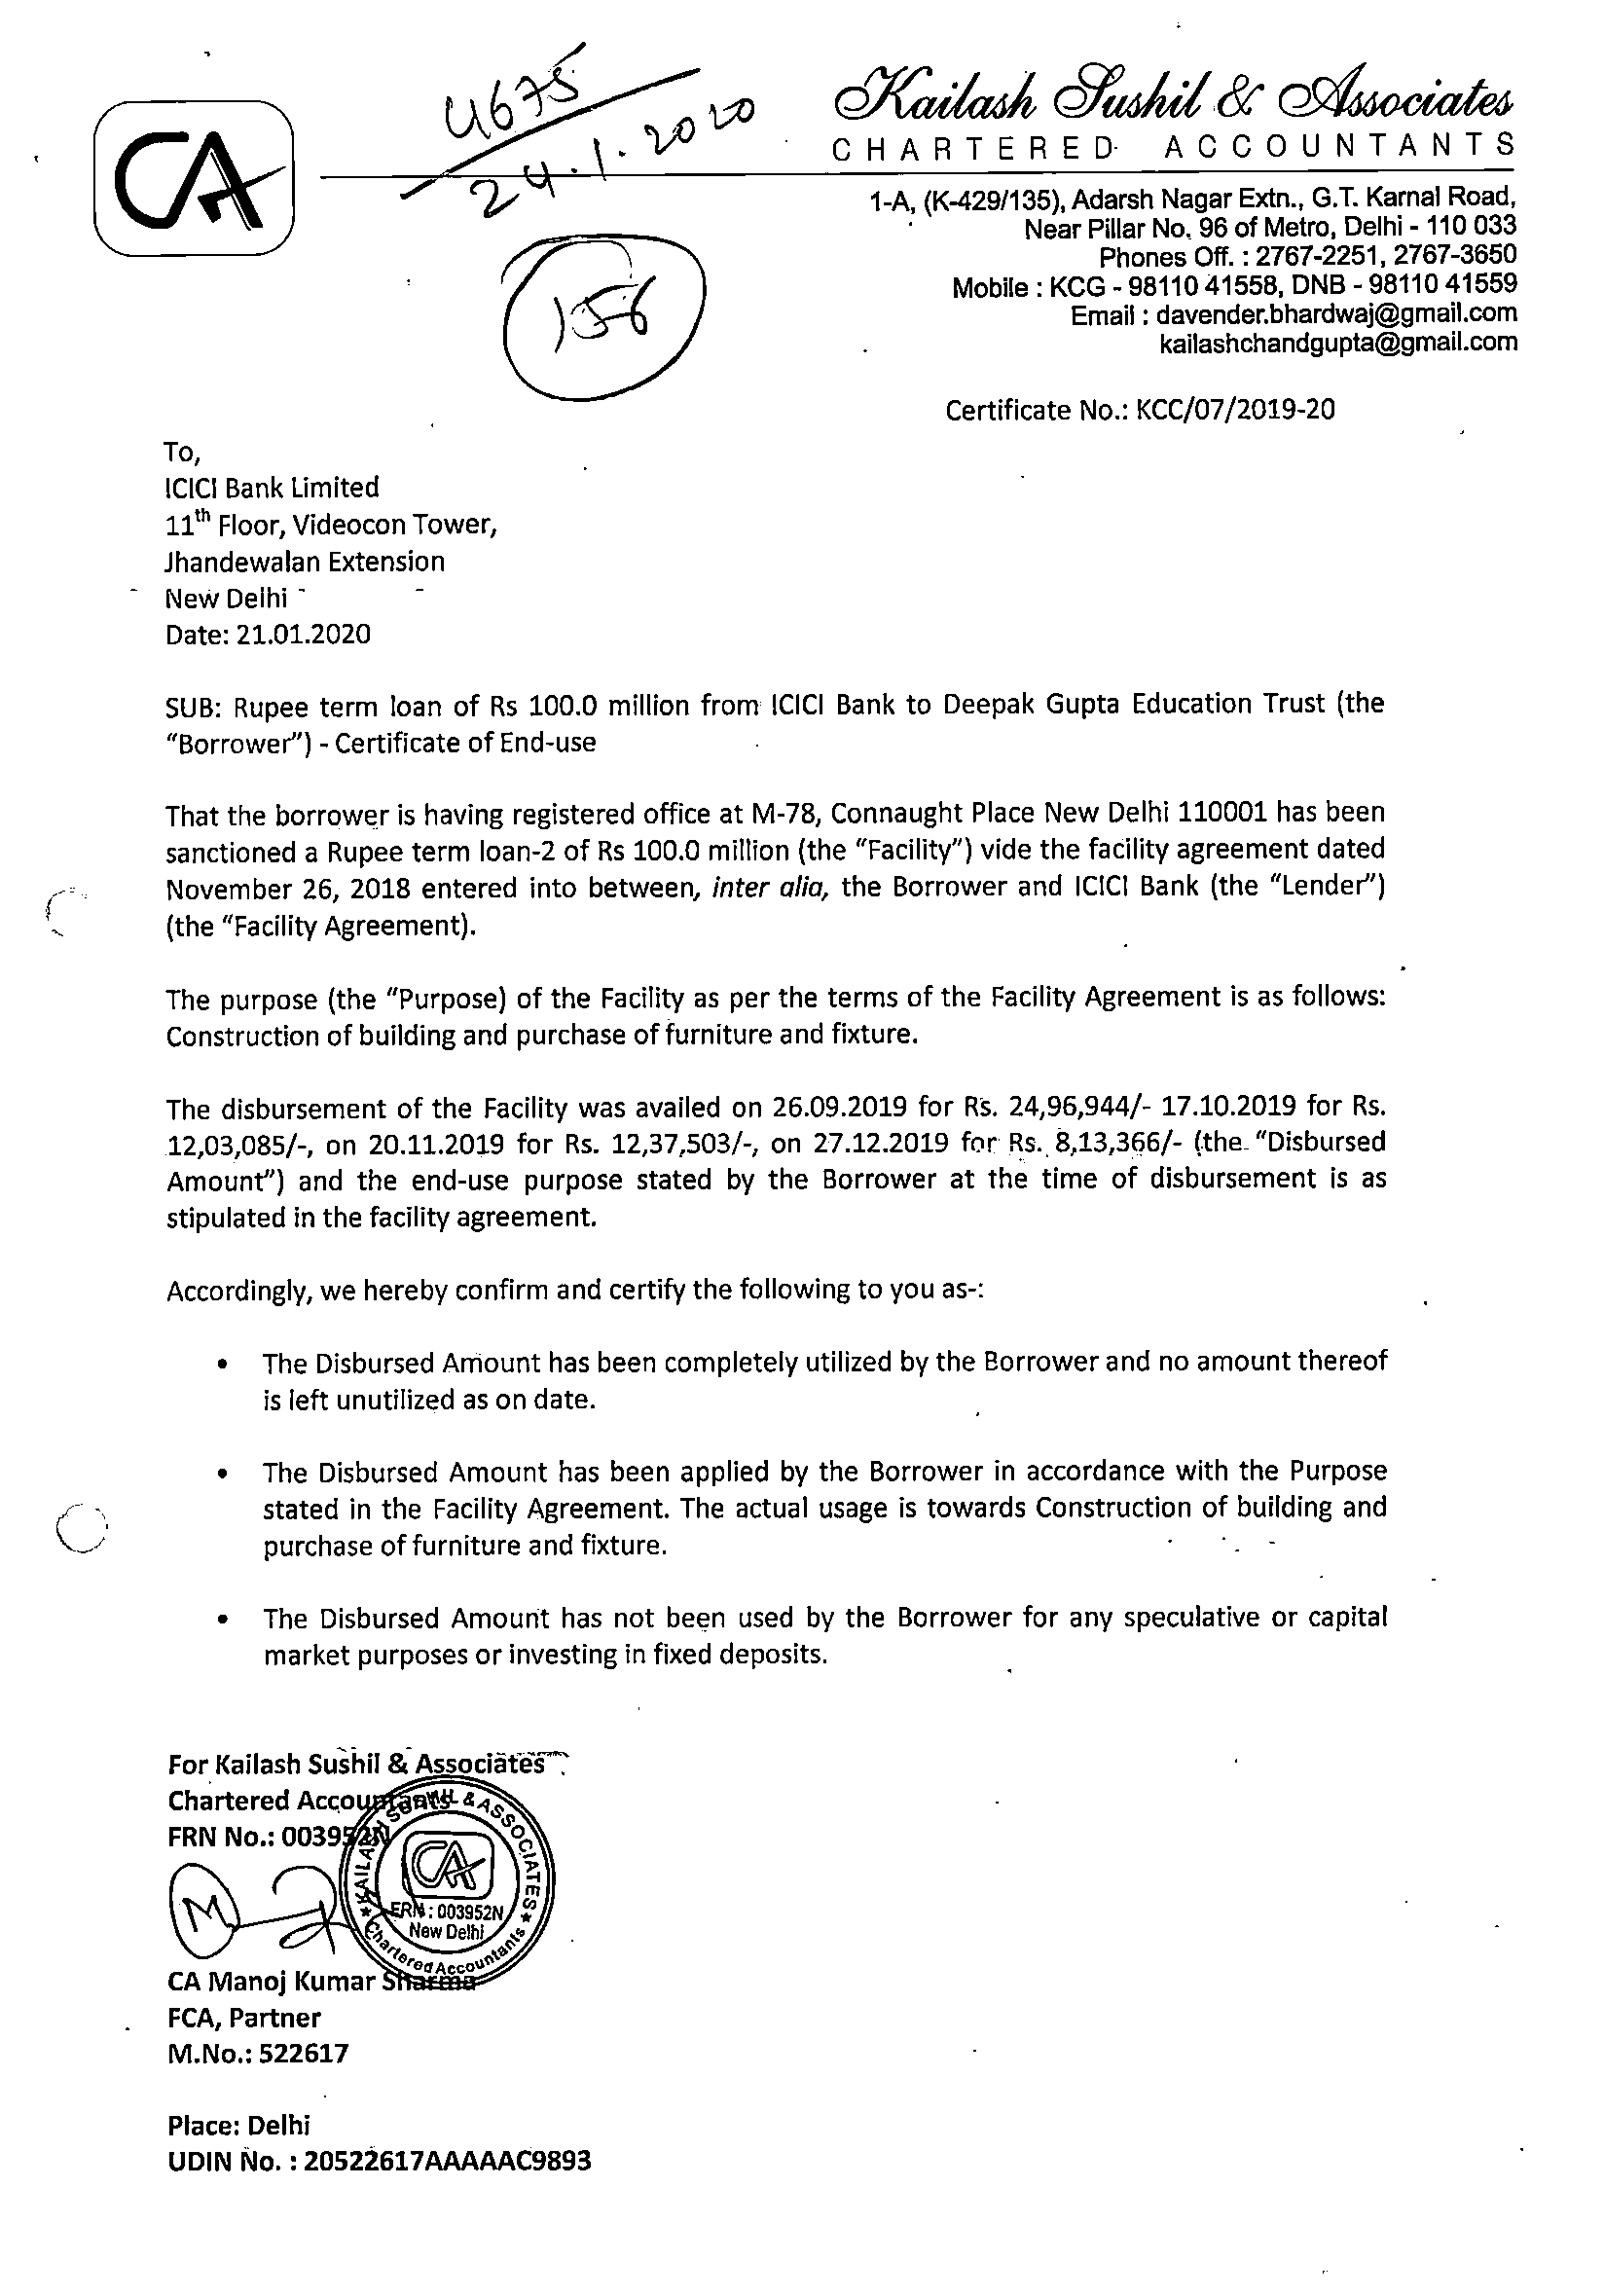 CA
4675
24.1.2020
156
Kailash Sushil & Associates
CHARTERED ACCOUNTANTS
1-A, (K-429/135), Adarsh Nagar Extn., G.T. Karnal Road,
Near Pillar No. 96 of Metro, Delhi - 110 033
Phones Off. : 2767-2251, 2767-3650
Mobile : KCG - 98110 41558, DNB - 98110 41559
Email : davender.bhardwaj@gmail.com
kailashchandgupta@gmail.com
Certificate No.: KCC/07/2019-20
To,
ICICI Bank Limited
11th Floor, Videocon Tower,
Jhandewalan Extension
New Delhi
Date: 21.01.2020
SUB: Rupee term loan of Rs 100.0 million from ICICI Bank to Deepak Gupta Education Trust (the
"Borrower") - Certificate of End-use
That the borrower is having registered office at M-78, Connaught Place New Delhi 110001 has been
sanctioned a Rupee term loan-2 of Rs 100.0 million (the "Facility") vide the facility agreement dated
November 26, 2018 entered into between, inter alia, the Borrower and ICICI Bank (the "Lender")
(the "Facility Agreement).
The purpose (the "Purpose) of the Facility as per the terms of the Facility Agreement is as follows:
Construction of building and purchase of furniture and fixture.
The disbursement of the Facility was availed on 26.09.2019 for Rs. 24,96,944/- 17.10.2019 for Rs.
12,03,085/-, on 20.11.2019 for Rs. 12,37,503/-, on 27.12.2019 for Rs. 8,13,366/- (the "Disbursed
Amount") and the end-use purpose stated by the Borrower at the time of disbursement is as
stipulated in the facility agreement.
Accordingly, we hereby confirm and certify the following to you as-:
• The Disbursed Amount has been completely utilized by the Borrower and no amount thereof
is left unutilized as on date.
• The Disbursed Amount has been applied by the Borrower in accordance with the Purpose
stated in the Facility Agreement. The actual usage is towards Construction of building and
purchase of furniture and fixture.
• The Disbursed Amount has not been used by the Borrower for any speculative or capital
market purposes or investing in fixed deposits.
For Kailash Sushil & Associates
Chartered Accountants
FRN No.: 003952N
KAILASH SUSHIL & ASSOCIATES
CA
FRN : 003952N
New Delhi
Chartered Accountants
CA Manoj Kumar Sharma
FCA, Partner
M.No.: 522617
Place: Delhi
UDIN No. : 20522617AAAAAC9893